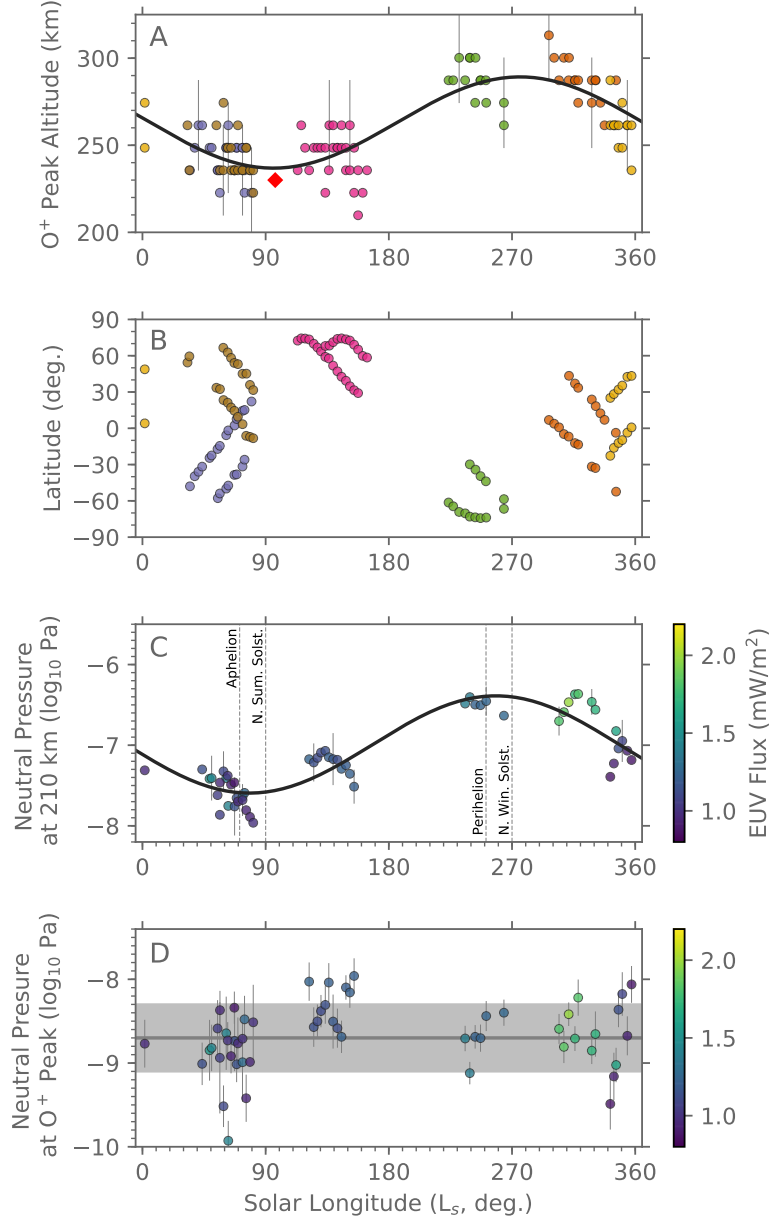 A
O+ Peak Altitude (km)
300
250
200
0
90
180
270
360
B
Latitude (deg.)
90
60
30
0
−30
−60
−90
0
90
180
270
360
C
Neutral Pressure
at 210 km (log10 Pa)
−6
−7
−8
Aphelion
N. Sum. Solst.
Perihelion
N. Win. Solst.
0
90
180
270
360
2.0
1.5
1.0
EUV Flux (mW/m2)
D
Neutral Presure
at O+ Peak (log10 Pa)
−8
−9
−10
0
90
180
270
360
Solar Longitude (Ls, deg.)
2.0
1.5
1.0